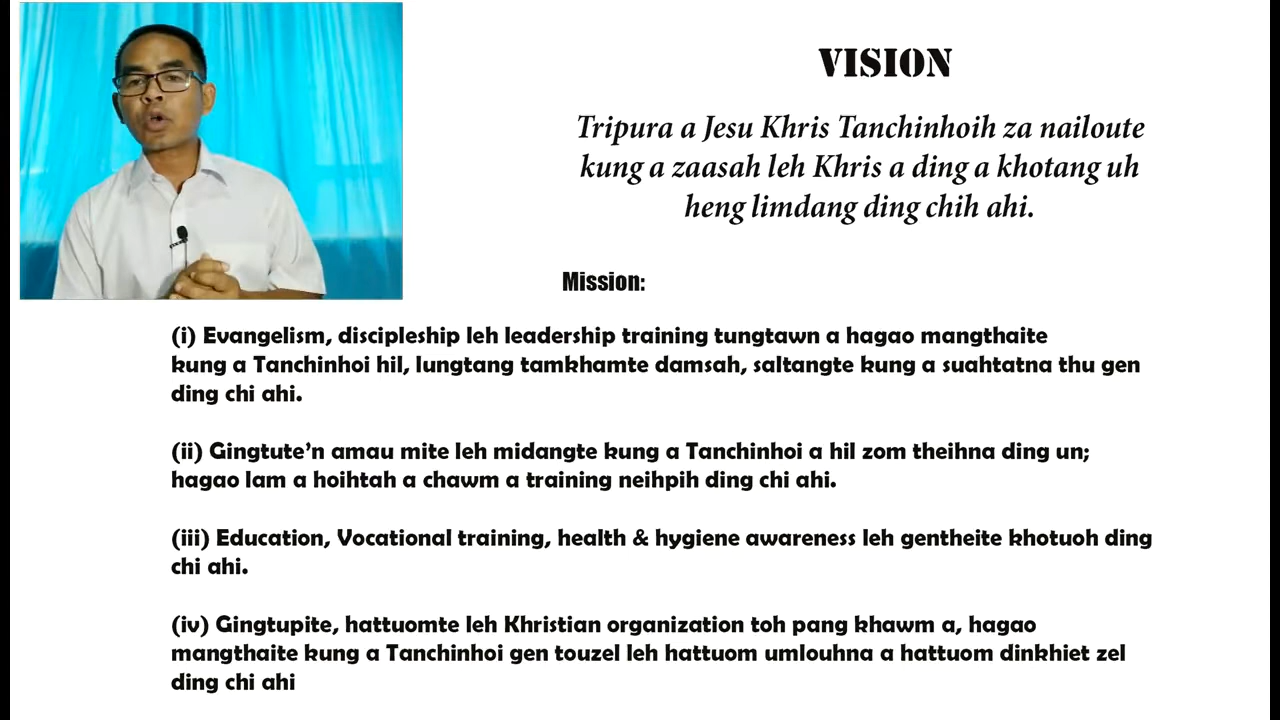 VISION
Tripura a Jesu Khris Tanchinhoih za nailoute
kung a zaasah leh Khris a ding a khotang uh
heng limdang ding chih ahi.
Mission:
(i) Evangelism, discipleship leh leadership training tungtawn a hagao mangthaite
kung a Tanchinhoi hil, lungtang tamkhamte damsah, saltangte kung a suahtatna thu gen
ding chi ahi.
(ii) Gingtute’n amau mite leh midangte kung a Tanchinhoi a hil zom theihna ding un;
hagao lam a hoihtah a chawm a training neihpih ding chi ahi.
(iii) Education, Vocational training, health & hygiene awareness leh gentheite khotuoh ding
chi ahi.
(iv) Gingtupite, hattuomte leh Khristian organization toh pang khawm a, hagao
mangthaite kung a Tanchinhoi gen touzel leh hattuom umlouhna a hattuom dinkhiet zel
ding chi ahi